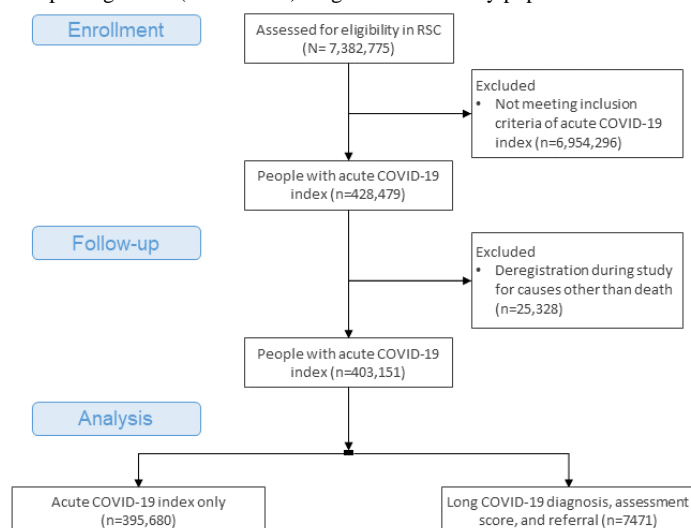 Enrollment
Assessed for eligibility in RSC
(N= 7,382,775)
Excluded
• Not meeting inclusion
criteria of acute COVID-19
index (n=6,954,296)
People with acute COVID-19
index (n=428,479)
Follow-up
Excluded
• Deregistration during study
for causes other than death
(n=25,328)
People with acute COVID-19
index (n=403,151)
Analysis
Acute COVID-19 index only
(n=395,680)
Long COVID-19 diagnosis, assessment
score, and referral (n=7471)